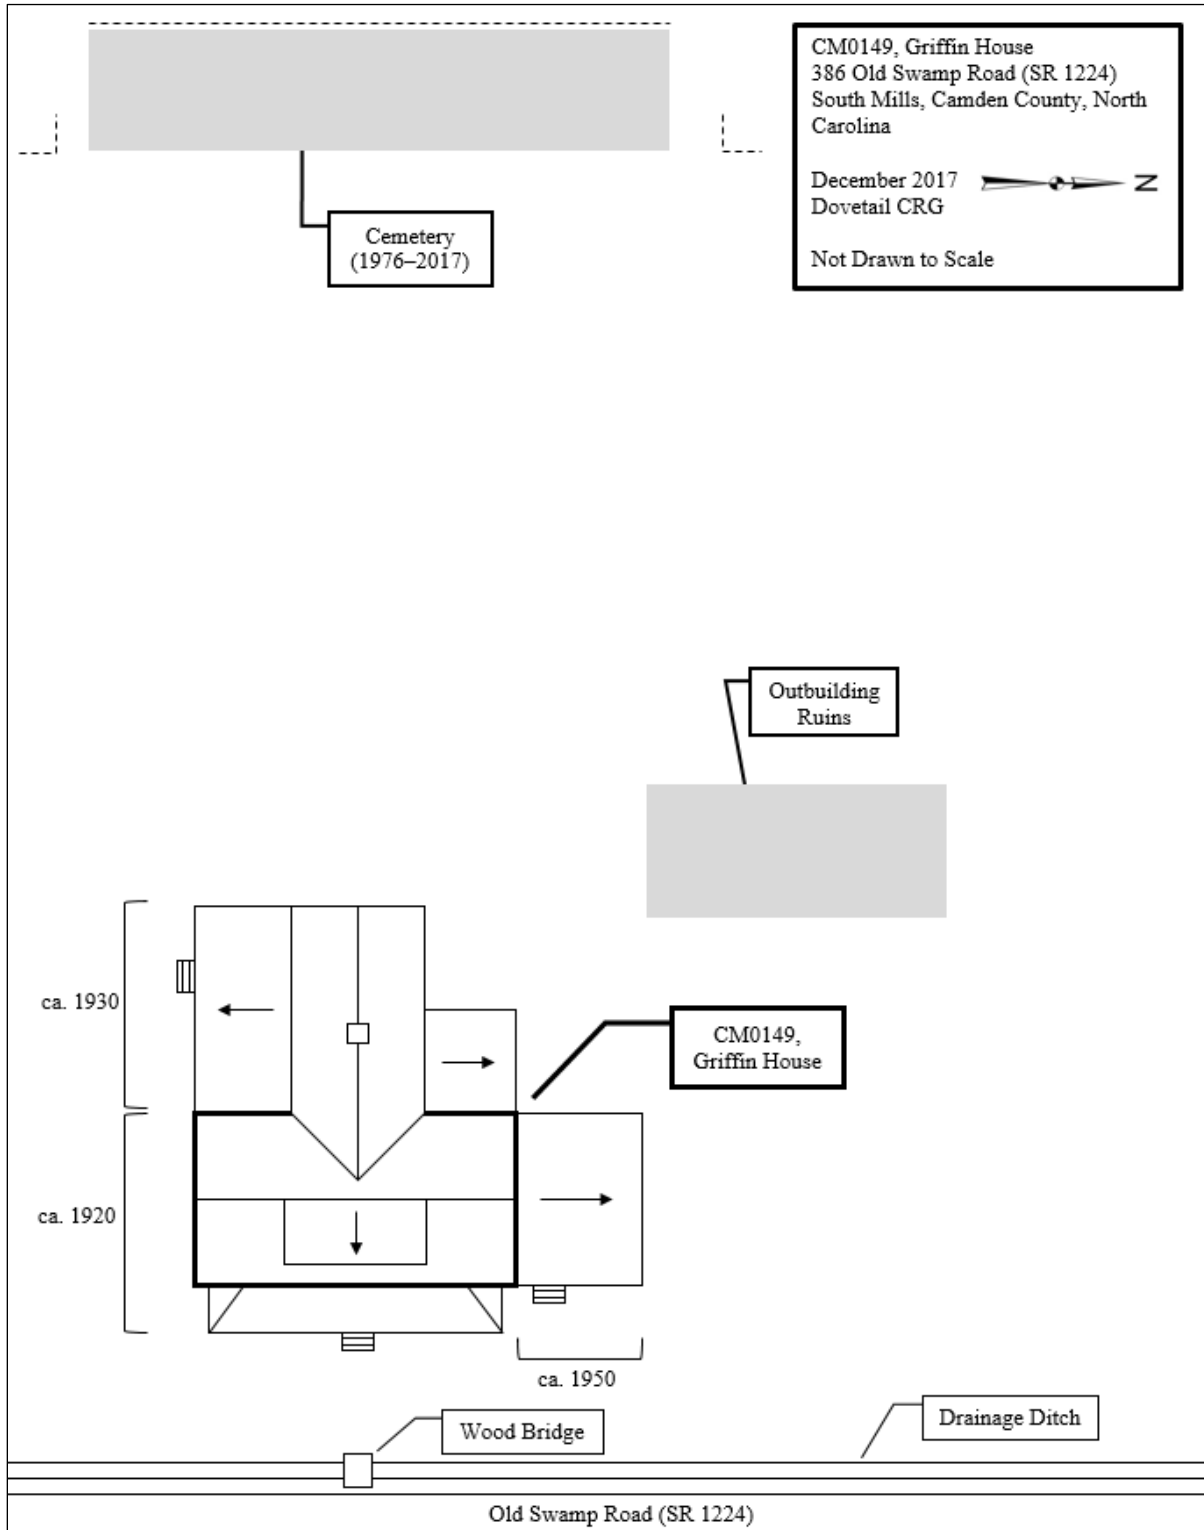 CM0149, Griffin House
386 Old Swamp Road (SR 1224)
South Mills, Camden County, North
Carolina
December 2017
N
Dovetail CRG
Not Drawn to Scale
Cemetery
(1976–2017)
Outbuilding
Ruins
ca. 1930
CM0149,
Griffin House
ca. 1920
ca. 1950
Wood Bridge
Drainage Ditch
Old Swamp Road (SR 1224)